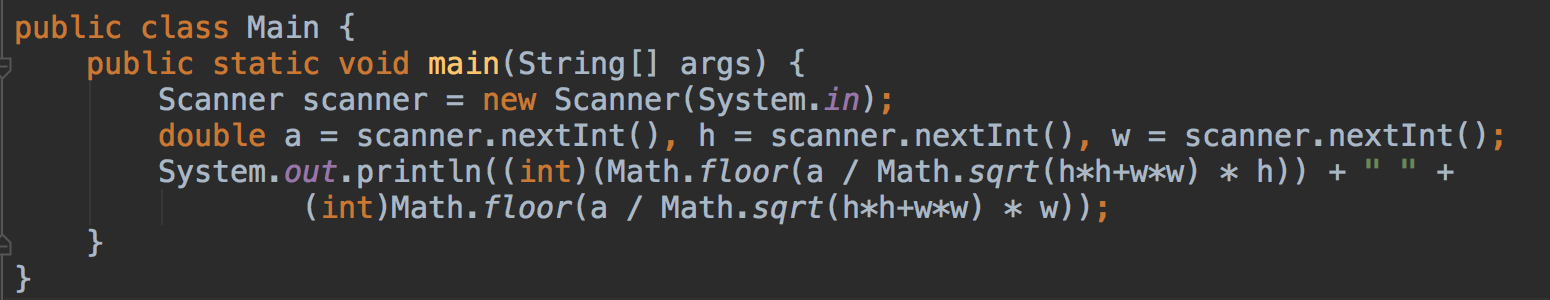 public class Main {
public static void main(String[] args) {
Scanner scanner = new Scanner(System.in);
double a = scanner.nextInt(), h = scanner.nextInt(), w = scanner.nextInt();
System.out.println((int)(Math.floor(a / Math.sqrt(h*h+w*w) * h)) + " " +
(int)Math.floor(a / Math.sqrt(h*h+w*w) * w));
}
}